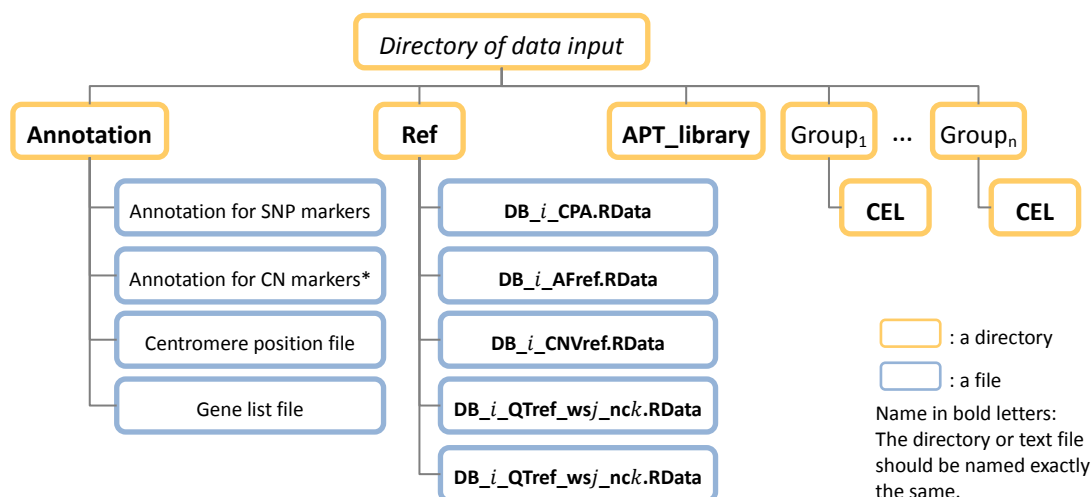 Directory of data input
Annotation
Ref
APT_library
Group1
...
Groupn
Annotation for SNP markers
DB_i_CPA.RData
CEL
CEL
Annotation for CN markers*
DB_i_AFref.RData
Centromere position file
DB_i_CNVref.RData
Gene list file
DB_i_QTref_wsj_nck.RData
DB_i_QTref_wsj_nck.RData
: a directory
: a file
Name in bold letters:
The directory or text file
should be named exactly
the same.